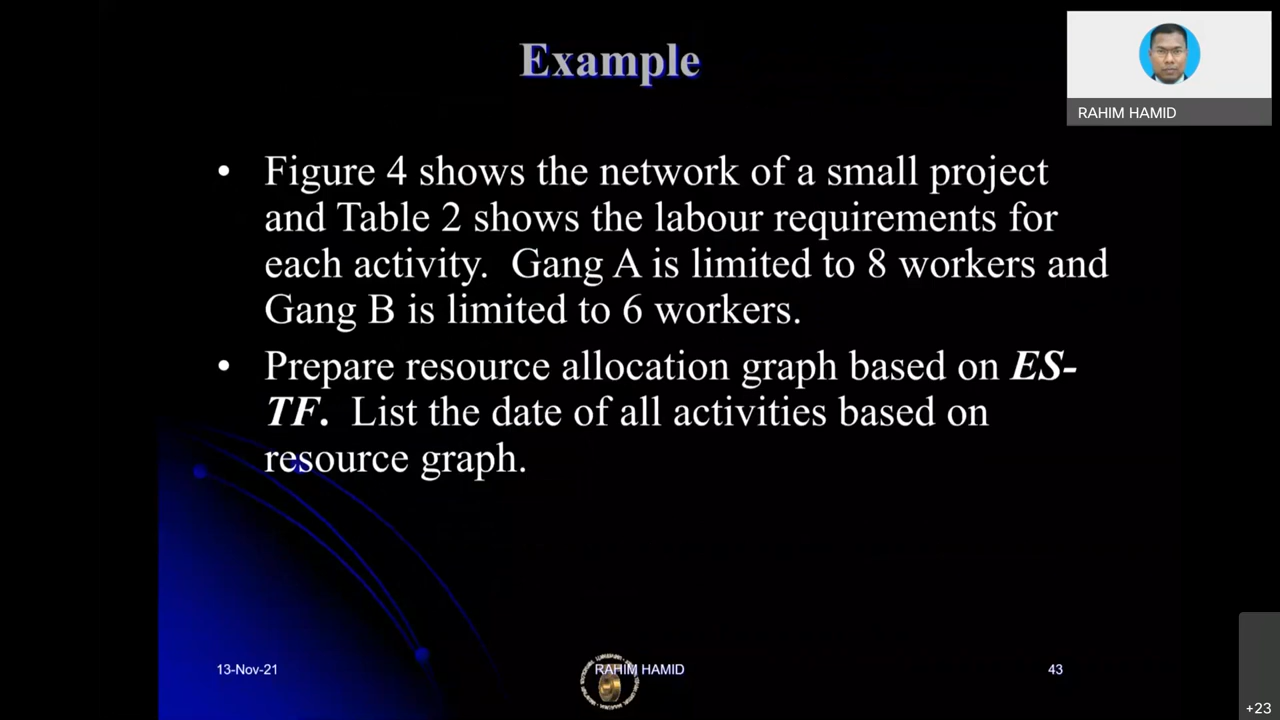 Example
RAHIM HAMID
• Figure 4 shows the network of a small project
and Table 2 shows the labour requirements for
each activity.  Gang A is limited to 8 workers and
Gang B is limited to 6 workers.
• Prepare resource allocation graph based on ES-
TF.  List the date of all activities based on
resource graph.
13-Nov-21
RAHIM HAMID
43
+23